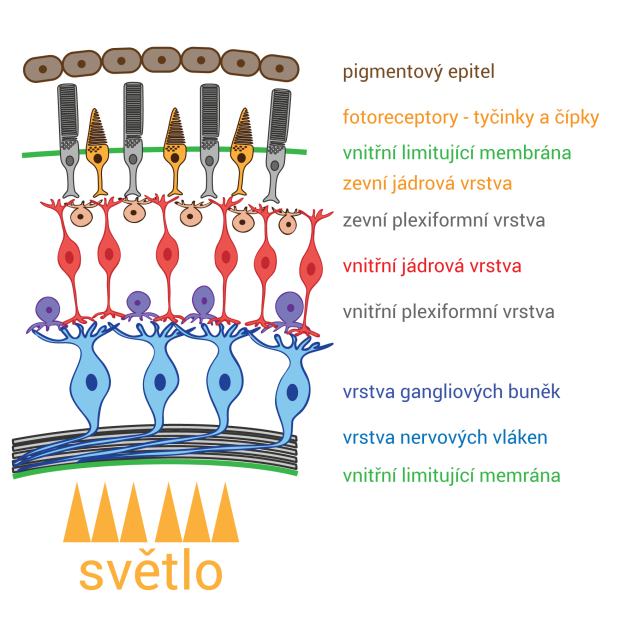 pigmentový epitel
fotoreceptory - tyčinky a čípky
vnitřní limitující membrána
zevní jádrová vrstva
zevní plexiformní vrstva
vnitřní jádrová vrstva
vnitřní plexiformní vrstva
vrstva gangliových buněk
vrstva nervových vláken
vnitřní limitující memrána
světlo